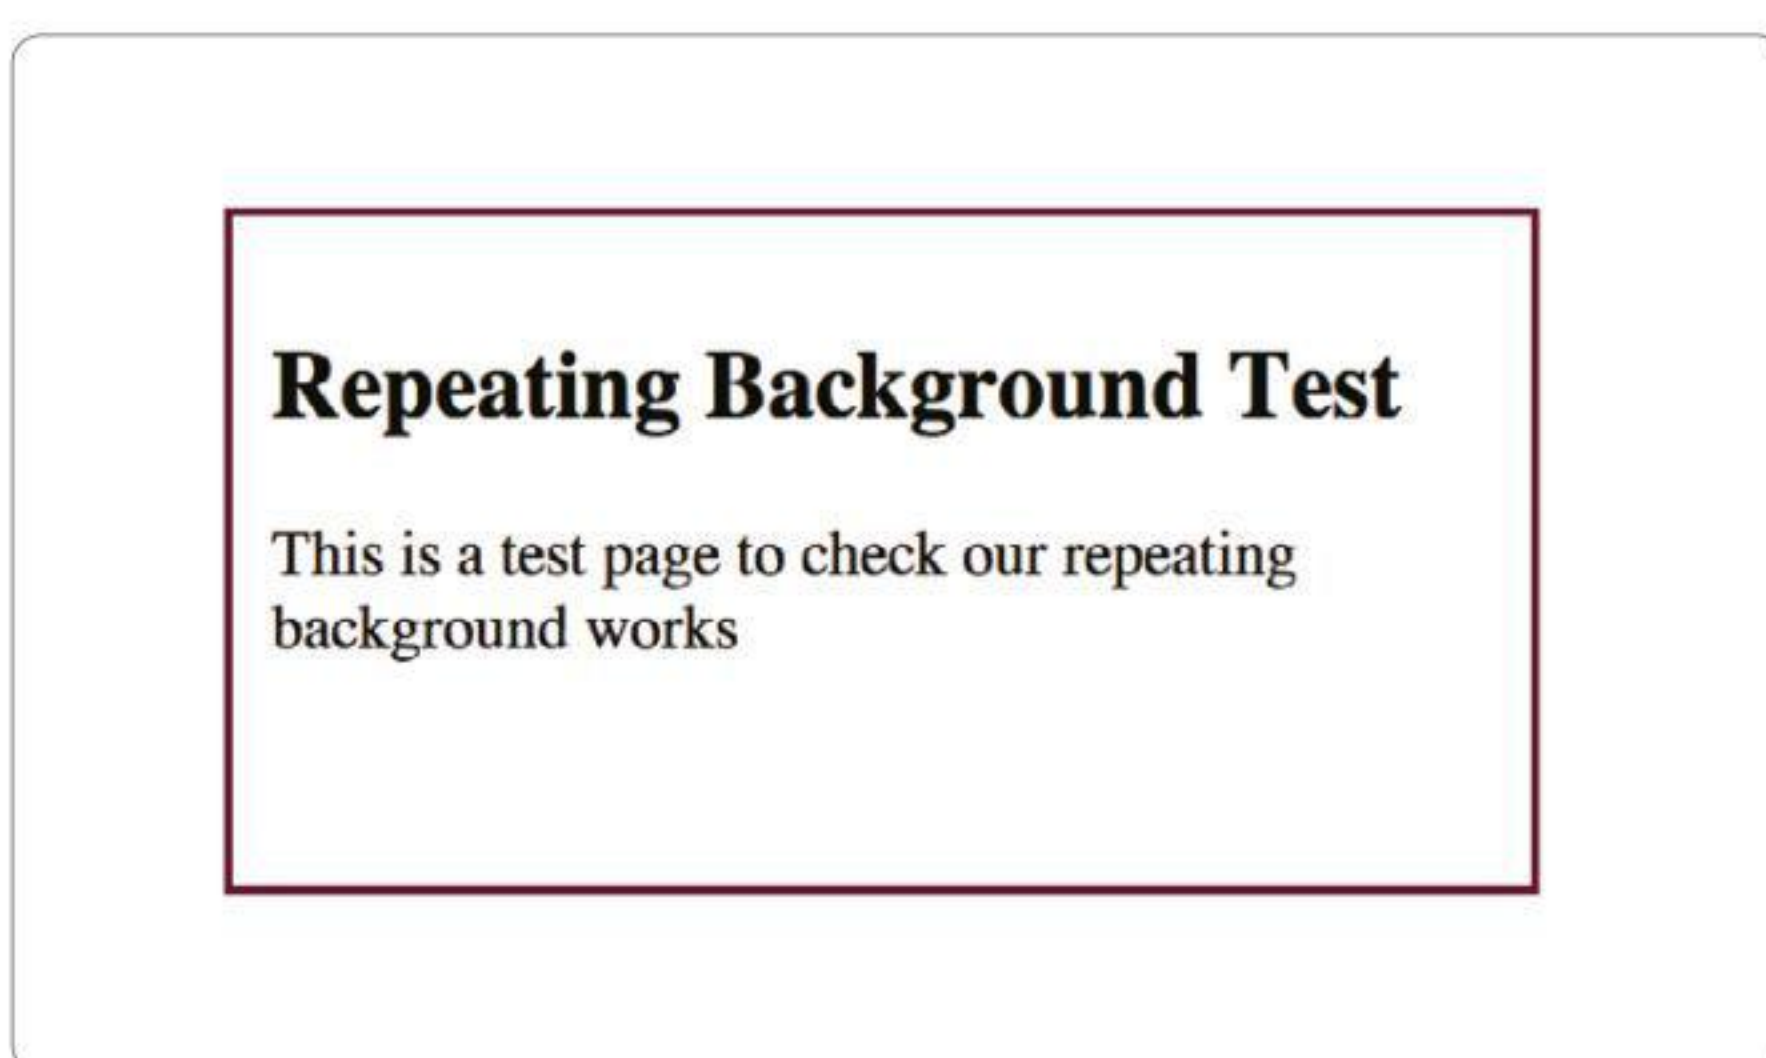 Repeating Background Test
This is a test page to check our repeating
background works